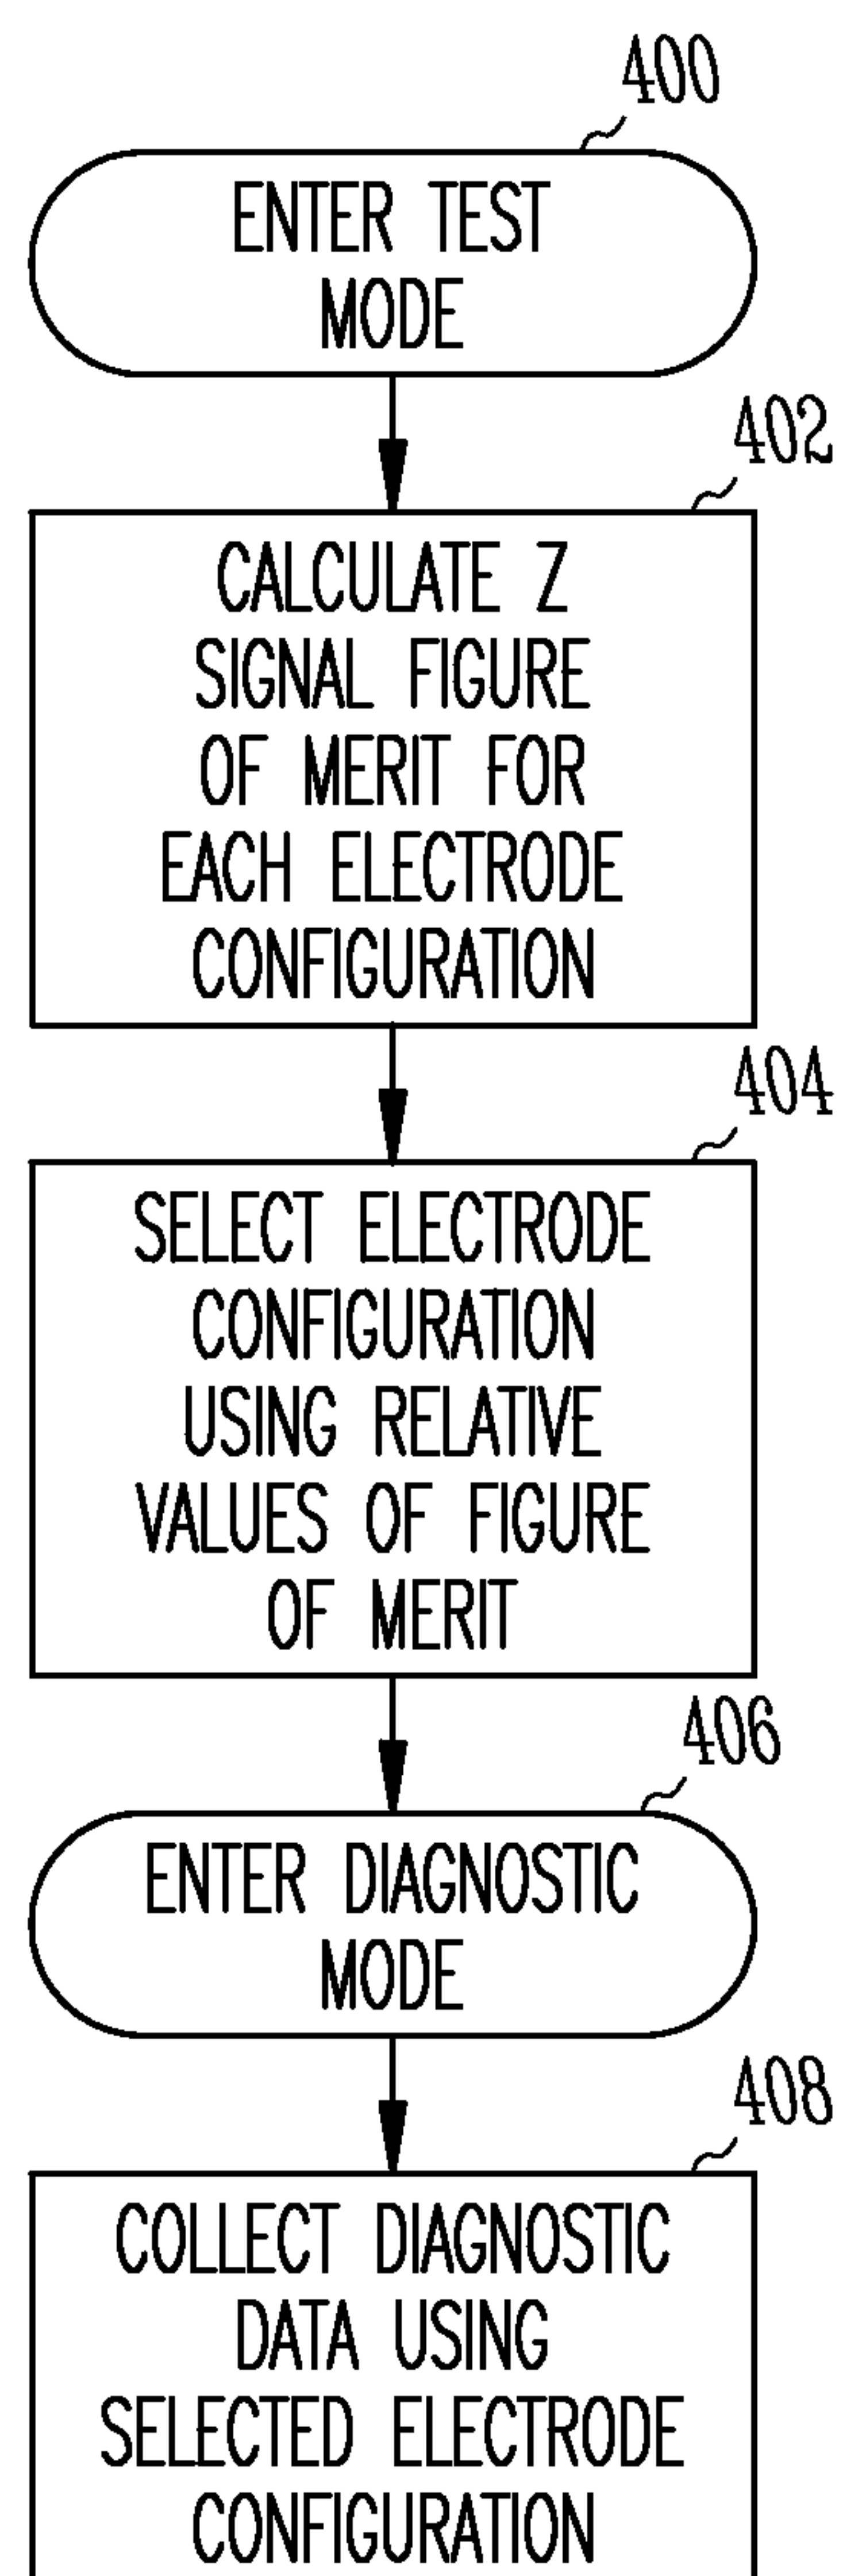 400
ENTER TEST
MODE
402
CALCULATE Z
SIGNAL FIGURE
OF MERIT FOR
EACH ELECTRODE
CONFIGURATION
404
SELECT ELECTRODE
CONFIGURATION
USING RELATIVE
VALUES OF FIGURE
OF MERIT
406
ENTER DIAGNOSTIC
MODE
408
COLLECT DIAGNOSTIC
DATA USING
SELECTED ELECTRODE
CONFIGURATION